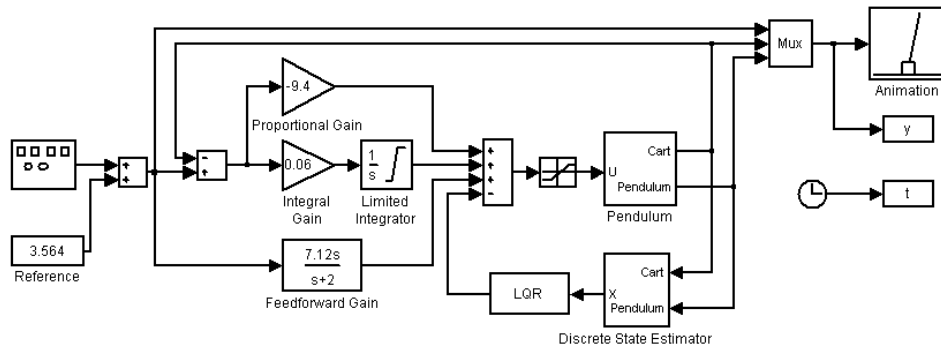 Mux
Animation
-9.4
Proportional Gain
y
Cart
U
Pendulum
Pendulum
-
+
+
+
0.06
1
s
+
+
+
-
Integral
Gain
Limited
Integrator
t
3.564
Reference
7.12s
s+2
Feedforward Gain
LQR
Cart
X
Pendulum
Discrete State Estimator